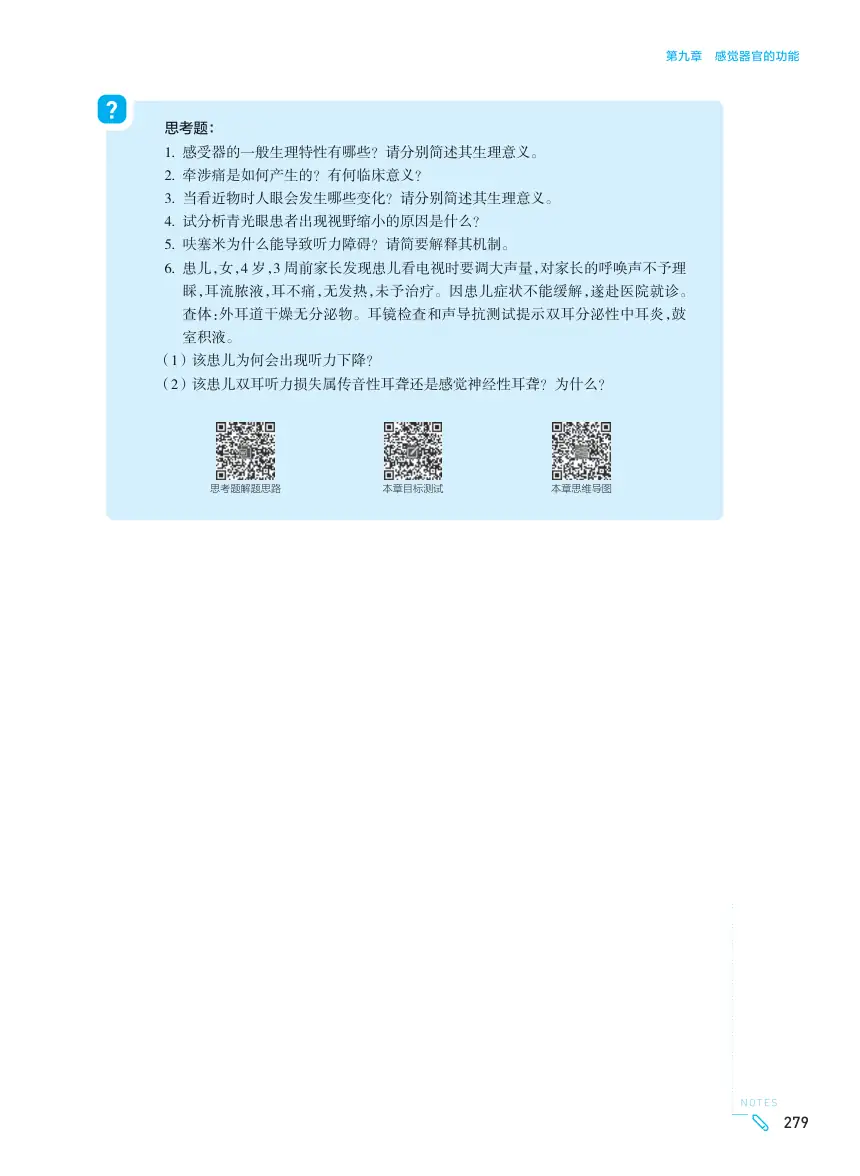 第九章 感觉器官的功能
?
思考题：
1. 感受器的一般生理特性有哪些？请分别简述其生理意义。
2. 牵涉痛是如何产生的？有何临床意义？
3. 当看近物时人眼会发生哪些变化？请分别简述其生理意义。
4. 试分析青光眼患者出现视野缩小的原因是什么？
5. 呋塞米为什么能导致听力障碍？请简要解释其机制。
6. 患儿,女,4 岁,3 周前家长发现患儿看电视时要调大声量,对家长的呼唤声不予理
睬,耳流脓液,耳不痛,无发热,未予治疗。因患儿症状不能缓解,遂赴医院就诊。
查体:外耳道干燥无分泌物。耳镜检查和声导抗测试提示双耳分泌性中耳炎,鼓
室积液。
（1）该患儿为何会出现听力下降？
（2）该患儿双耳听力损失属传音性耳聋还是感觉神经性耳聋？为什么？
思考题解题思路 本章目标测试 本章思维导图
NOTES
279